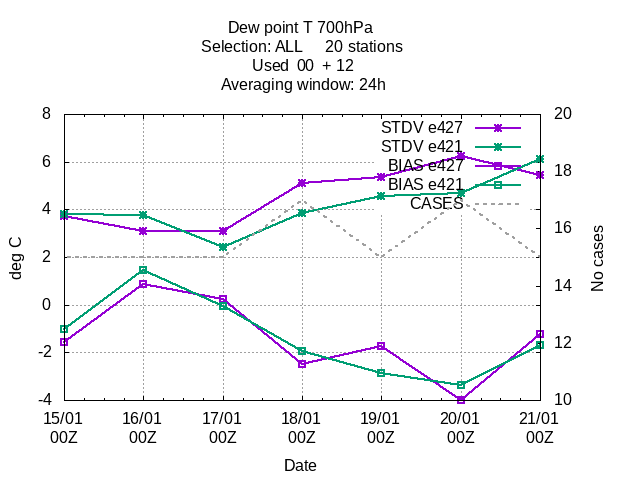 Dew point T 700hPa
Selection: ALL     20 stations
Used  00  + 12
Averaging window: 24h
8
6
4
2
0
-2
-4
deg C
20
18
16
14
12
10
No cases
STDV e427
STDV e421
BIAS e427
BIAS e421
CASES
15/01 16/01 17/01 18/01 19/01 20/01 21/01
00Z 00Z 00Z 00Z 00Z 00Z 00Z
Date